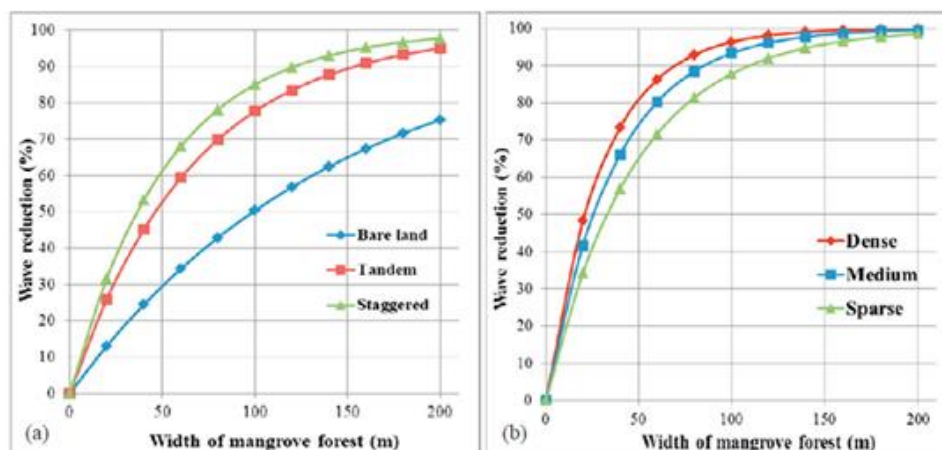 100
90
80
70
60
50
40
30
20
10
0
Wave reduction (%)
Bare land
Tandem
Staggered
0 50 100 150 200
(a) Width of mangrove forest (m)
100
90
80
70
60
50
40
30
20
10
0
Wave reduction (%)
Dense
Medium
Sparse
0 50 100 150 200
(b) Width of mangrove forest (m)